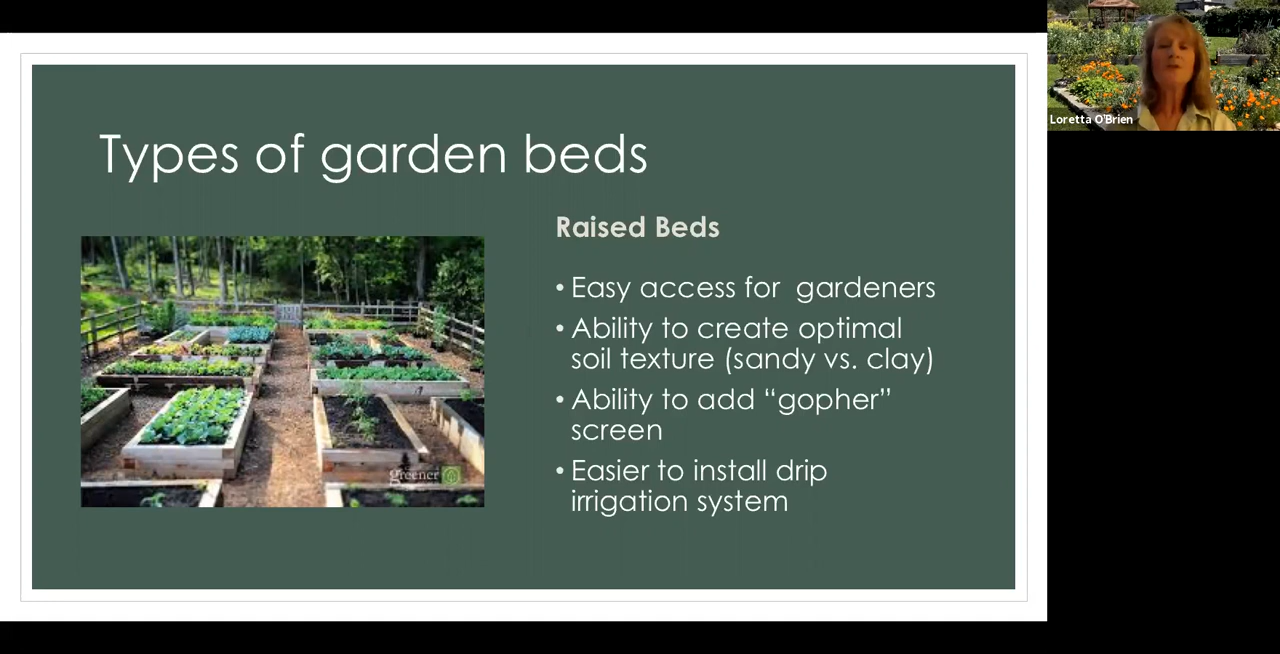 Types of garden beds
Raised Beds
• Easy access for  gardeners
• Ability to create optimal
soil texture (sandy vs. clay)
• Ability to add “gopher”
screen
• Easier to install drip
irrigation system
greener
Loretta O'Brien